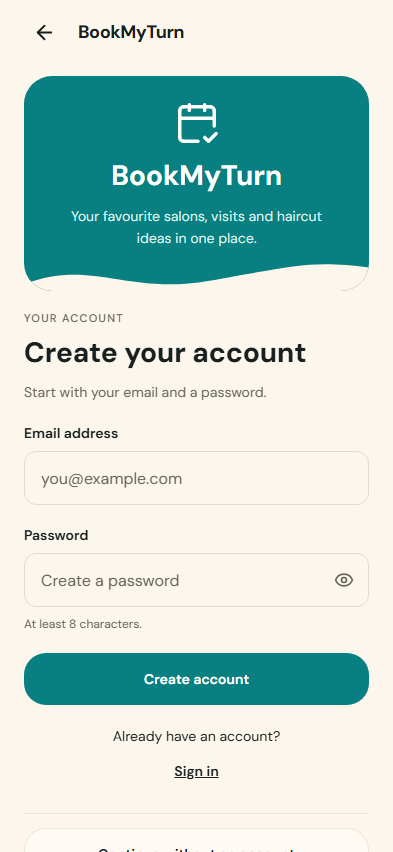 BookMyTurn
BookMyTurn
Your favourite salons, visits and haircut
ideas in one place.
YOUR ACCOUNT
Create your account
Start with your email and a password.
Email address
you@example.com
Password
Create a password
At least 8 characters.
Create account
Already have an account?
Sign in